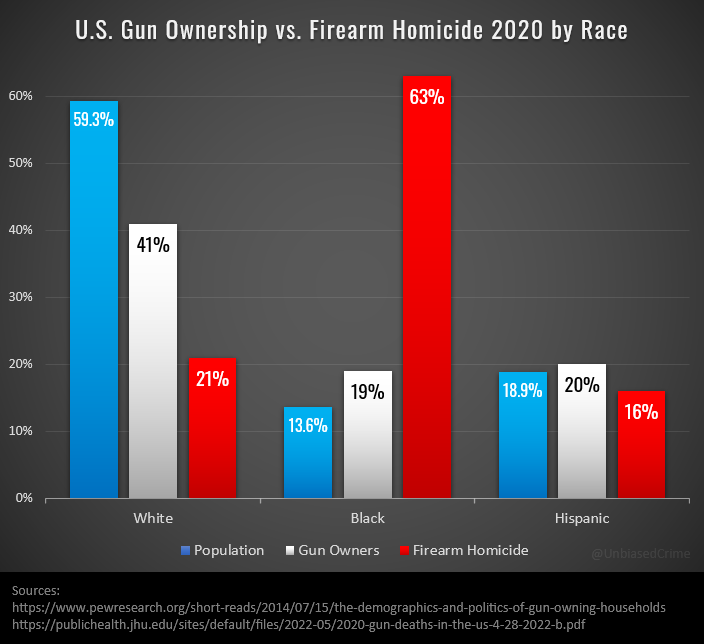 U.S. Gun Ownership vs. Firearm Homicide 2020 by Race
60%
50%
40%
30%
20%
10%
0%
59.3%
41%
21%
13.6%
19%
63%
18.9%
20%
16%
White
Black
Hispanic
Population
Gun Owners
Firearm Homicide
@UnbiasedCrime
Sources:
https://www.pewresearch.org/short-reads/2014/07/15/the-demographics-and-politics-of-gun-owning-households
https://publichealth.jhu.edu/sites/default/files/2022-05/2020-gun-deaths-in-the-us-4-28-2022-b.pdf